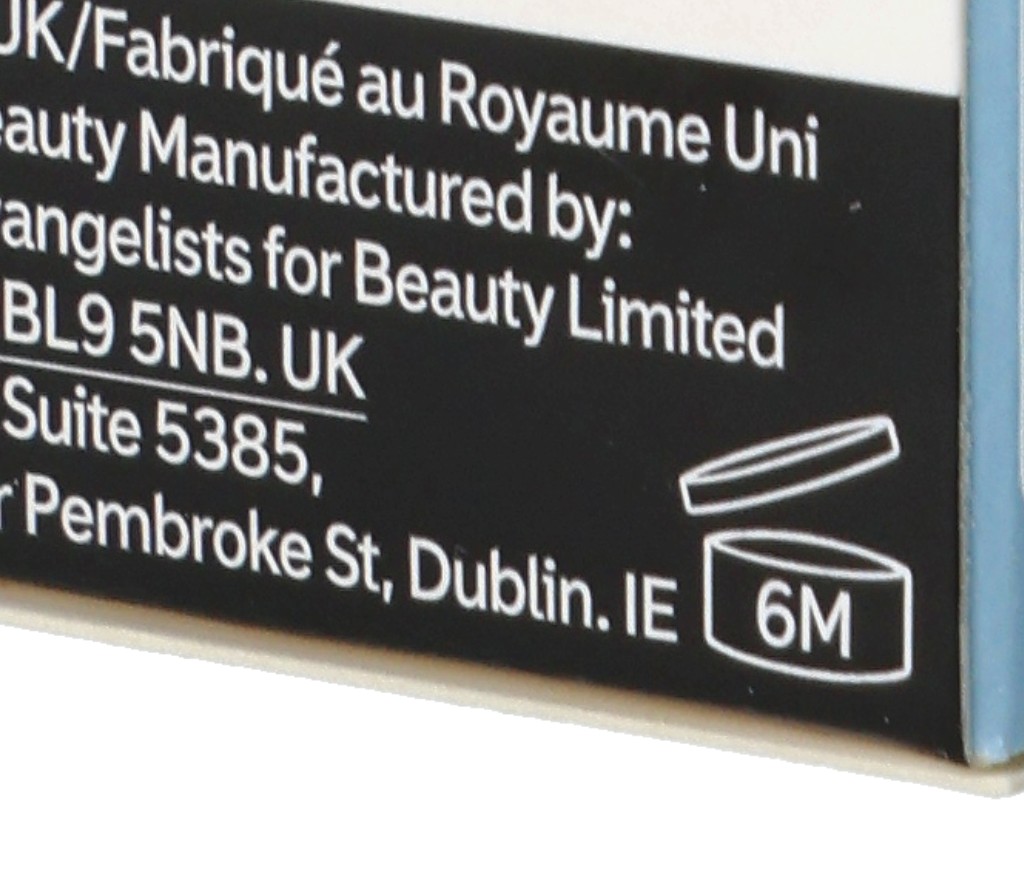 UK/Fabriqué au Royaume Uni
eauty Manufactured by:
angelists for Beauty Limited
BL9 5NB. UK
Suite 5385,
r Pembroke St, Dublin. IE
6M